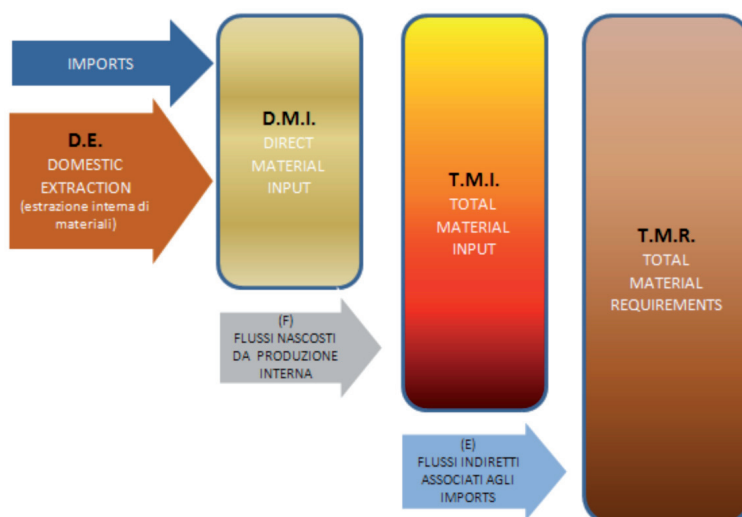 IMPORTS
D.E.
DOMESTIC
EXTRACTION
(estrazione interna di
materiali)
D.M.I.
DIRECT
MATERIAL
INPUT
(F)
FLUSSI NASCOSTI
DA PRODUZIONE
INTERNA
T.M.I.
TOTAL
MATERIAL
INPUT
(E)
FLUSSI INDIRETTI
ASSOCIATI AGLI
IMPORTS
T.M.R.
TOTAL
MATERIAL
REQUIREMENTS